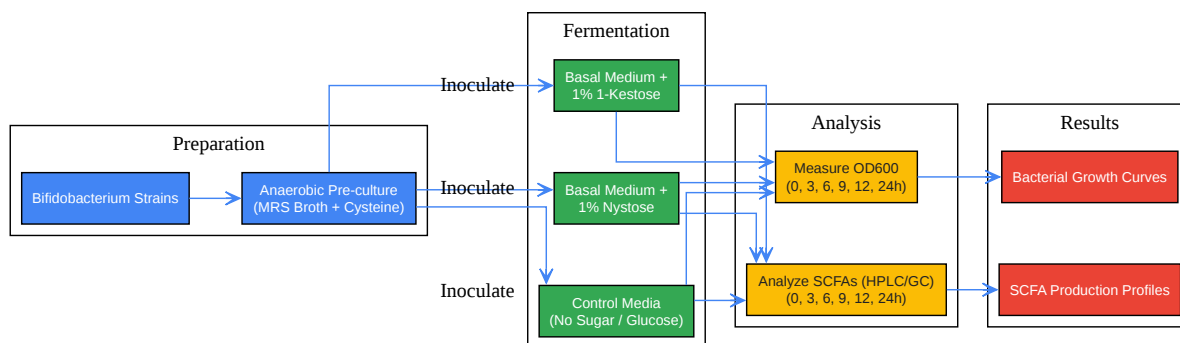 Preparation
Bifidobacterium Strains
Anaerobic Pre-culture
(MRS Broth + Cysteine)
Inoculate
Inoculate
Inoculate
Fermentation
Basal Medium +
1% 1-Kestose
Basal Medium +
1% Nystose
Control Media
(No Sugar / Glucose)
Analysis
Measure OD600
(0, 3, 6, 9, 12, 24h)
Analyze SCFAs (HPLC/GC)
(0, 3, 6, 9, 12, 24h)
Results
Bacterial Growth Curves
SCFA Production Profiles